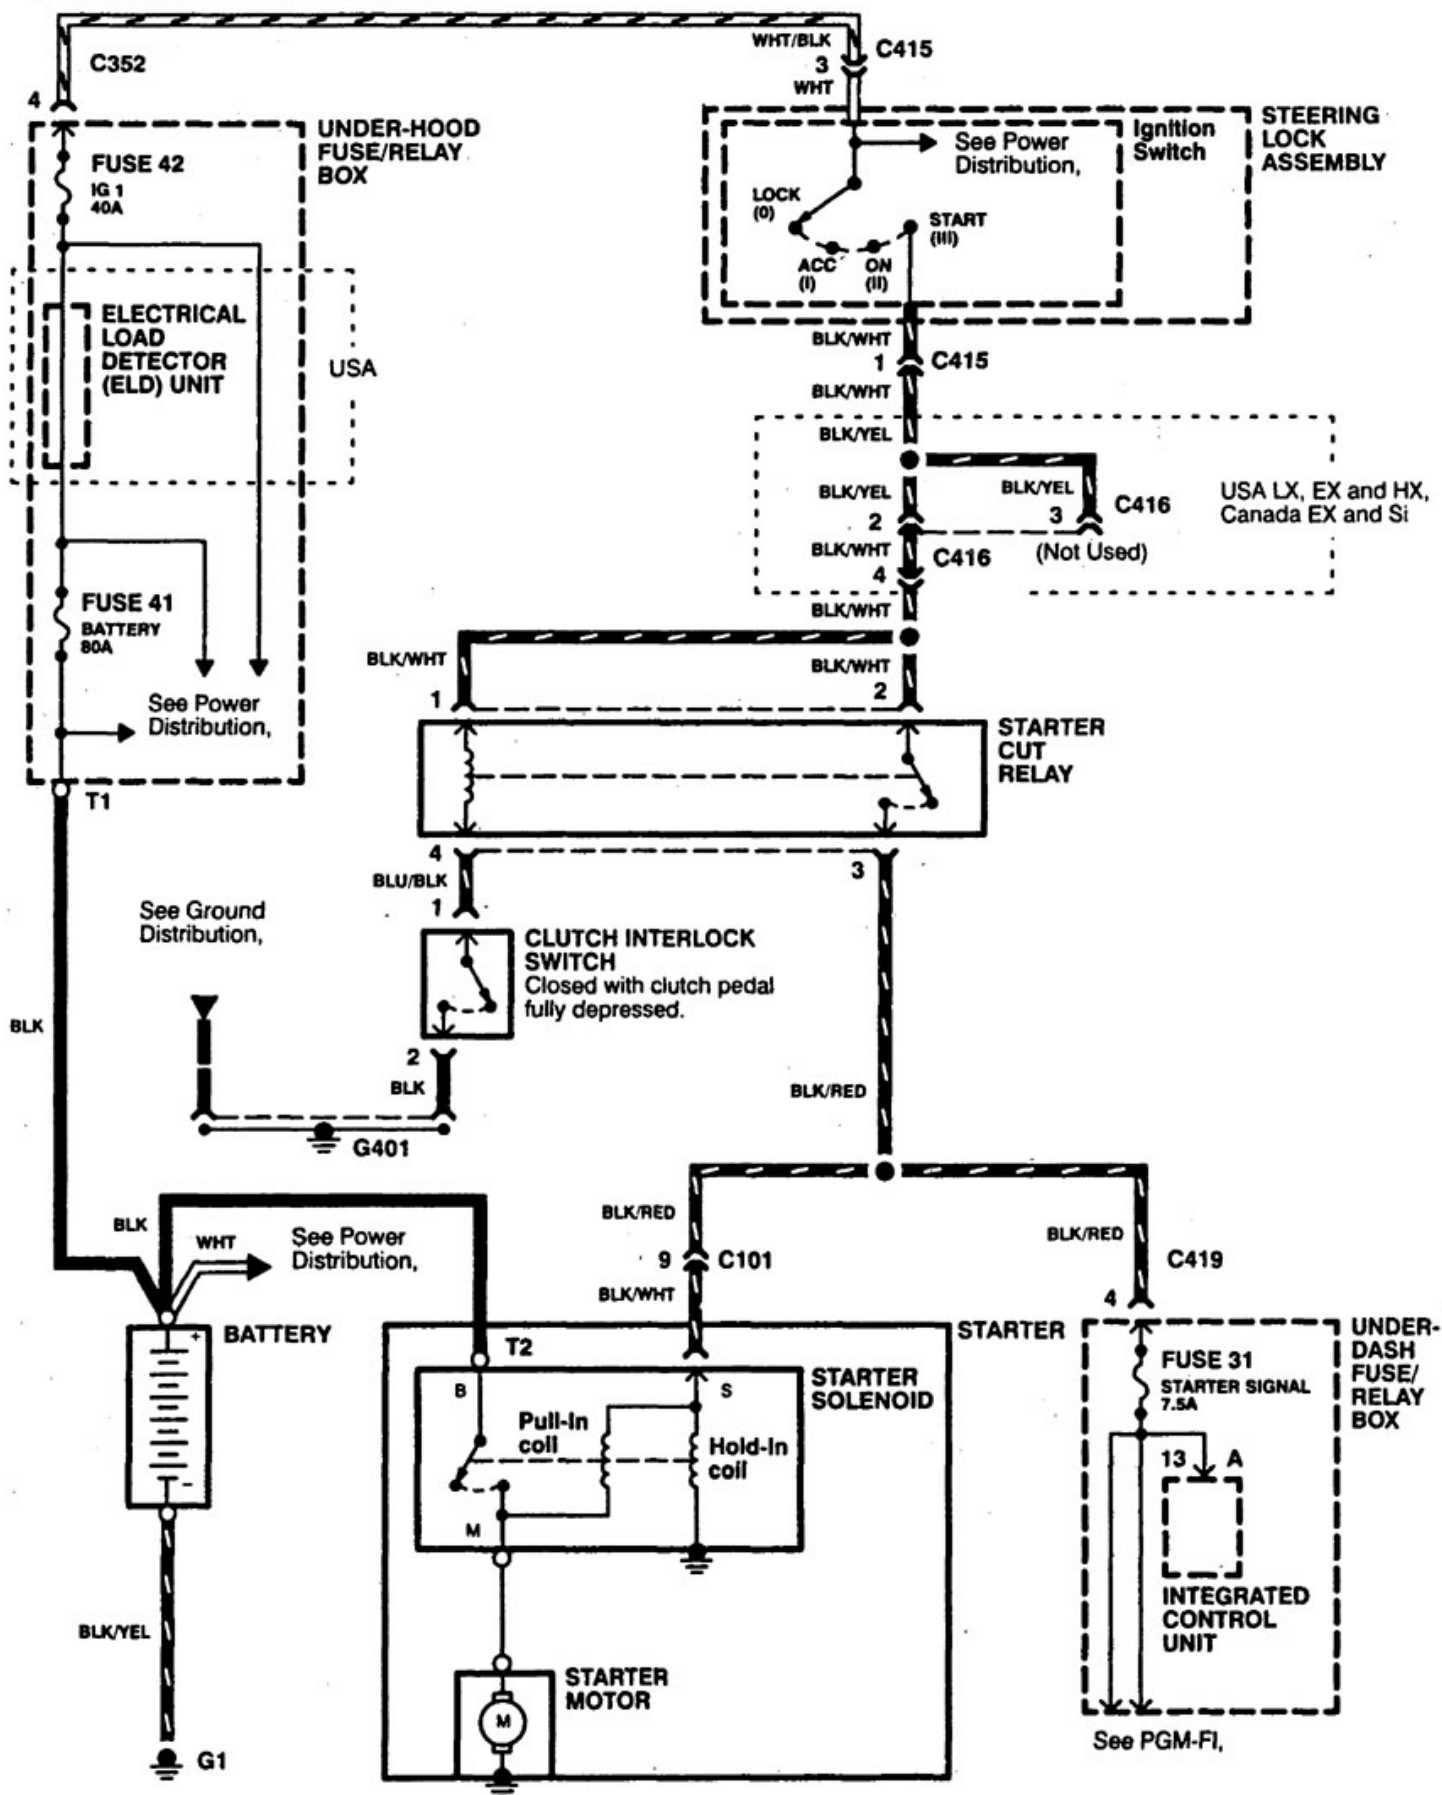 WHT/BLK
C415
3
WHT
C352
4
UNDER-HOOD
FUSE/RELAY
BOX
FUSE 42
IG 1
40A
See Power
Distribution,
Ignition
Switch
STEERING
LOCK
ASSEMBLY
LOCK
(0)
START
(III)
ACC
(I)
ON
(II)
ELECTRICAL
LOAD
DETECTOR
(ELD) UNIT
USA
BLK/WHT
1
C415
BLK/WHT
BLK/YEL
BLK/YEL
2
BLK/YEL
3
C416
(Not Used)
USA LX, EX and HX,
Canada EX and Si
BLK/WHT
C416
4
BLK/WHT
FUSE 41
BATTERY
80A
See Power
Distribution,
T1
BLK/WHT
1
BLK/WHT
2
STARTER
CUT
RELAY
4
BLU/BLK
1
3
See Ground
Distribution,
CLUTCH INTERLOCK
SWITCH
Closed with clutch pedal
fully depressed.
BLK
2
BLK
G401
BLK/RED
BLK
WHT
See Power
Distribution,
BLK/RED
9
C101
BLK/WHT
BLK/RED
C419
4
BATTERY
+
-
T2
STARTER
B
S
STARTER
SOLENOID
Pull-In
coil
Hold-In
coil
M
UNDER-
DASH
FUSE/
RELAY
BOX
FUSE 31
STARTER SIGNAL
7.5A
13
A
INTEGRATED
CONTROL
UNIT
BLK/YEL
STARTER
MOTOR
M
G1
See PGM-FI,